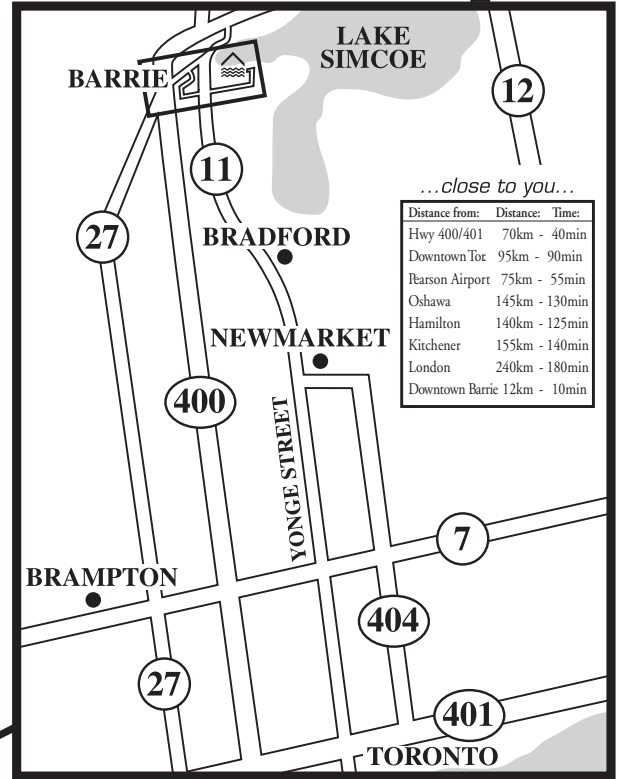 LAKE
SIMCOE
BARRIE
12
11
...close to you...
Distance from: Distance: Time:
Hwy 400/401 70km - 40min
Downtown Tor. 95km - 90min
Pearson Airport 75km - 55min
Oshawa 145km - 130min
Hamilton 140km - 125min
Kitchener 155km - 140min
London 240km - 180min
Downtown Barrie 12km - 10min
27
BRADFORD
NEWMARKET
400
YONGE STREET
7
BRAMPTON
404
27
401
TORONTO